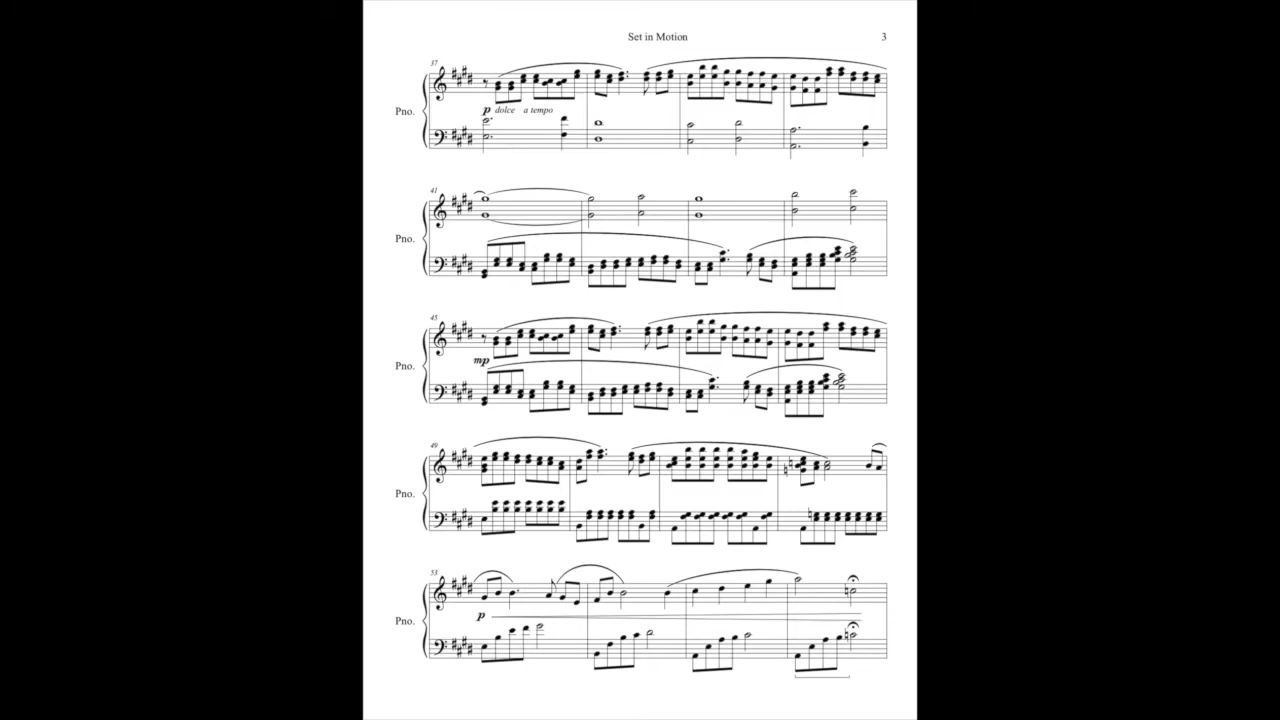 Set in Motion
3
37
Pno.
p dolce a tempo
41
Pno.
45
mp
Pno.
49
Pno.
53
p
Pno.